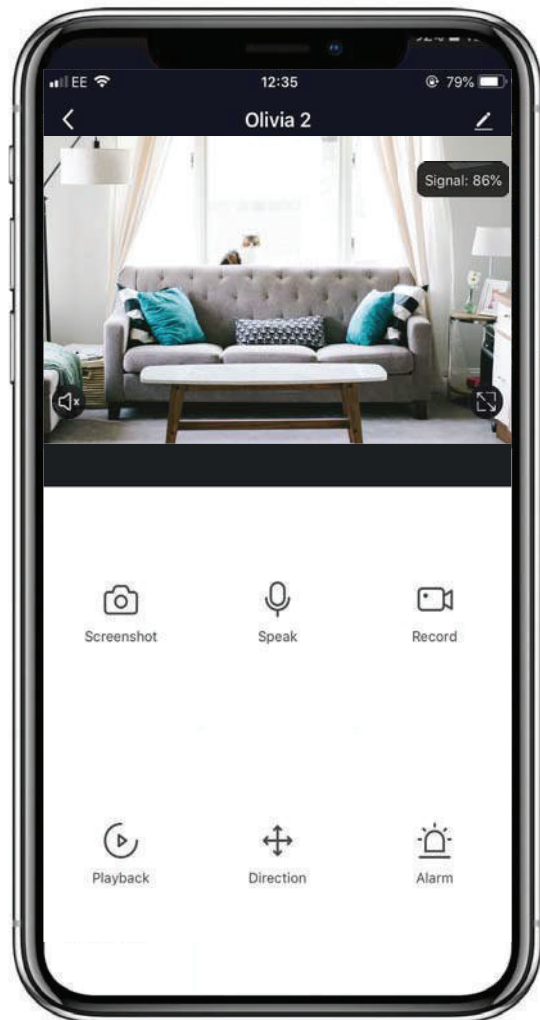 EE 12:35 79%
Olivia 2
Signal: 86%
Screenshot Speak Record
Playback Direction Alarm